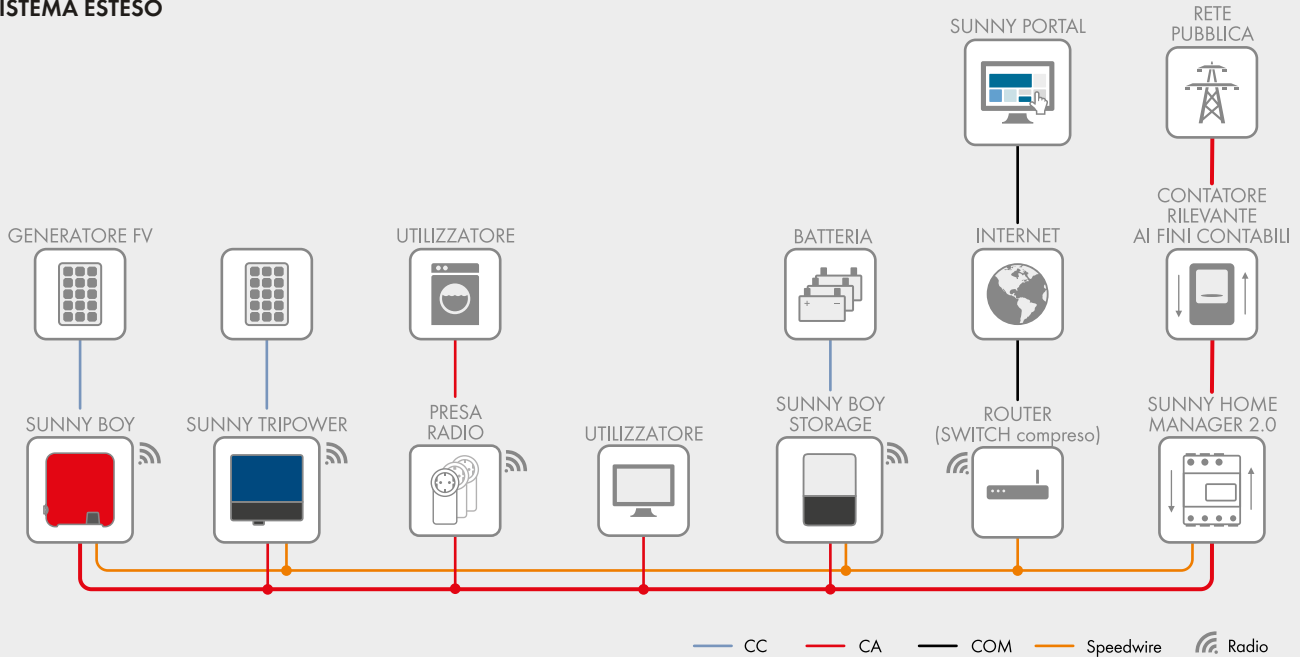 ISTEMA ESTESO
SUNNY PORTAL
RETE
PUBBLICA
GENERATORE FV
UTILIZZATORE
BATTERIA
INTERNET
CONTATORE
RILEVANTE
AI FINI CONTABILI
SUNNY BOY
SUNNY TRIPOWER
PRESA
RADIO
UTILIZZATORE
SUNNY BOY
STORAGE
ROUTER
(SWITCH compreso)
SUNNY HOME
MANAGER 2.0
CC CA COM Speedwire Radio